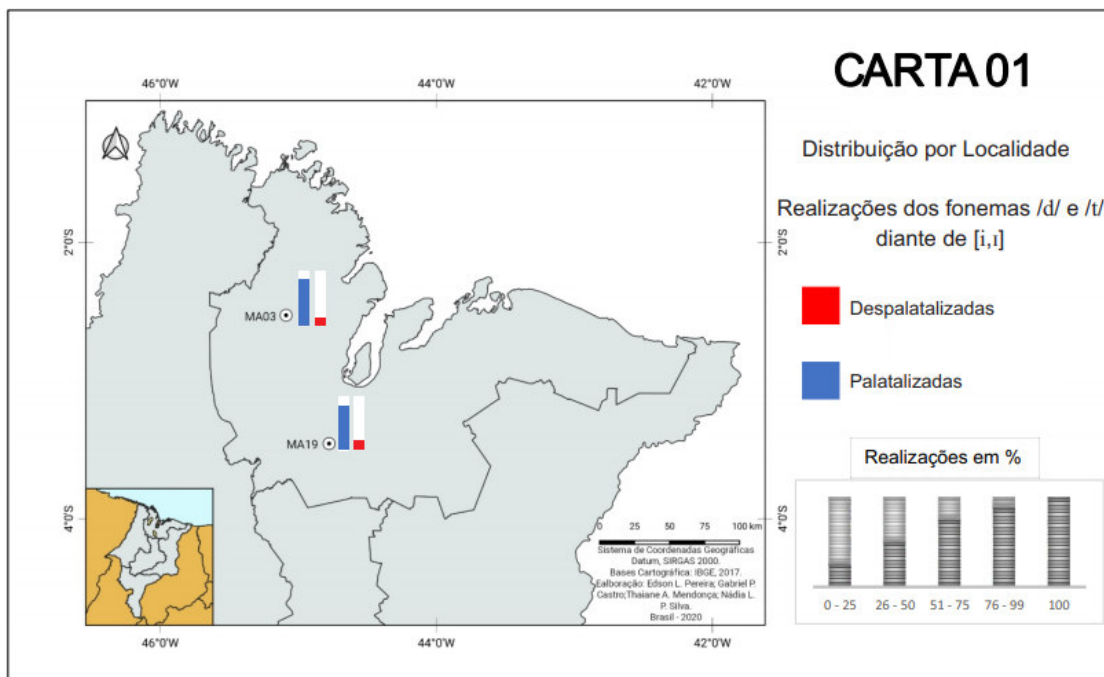 CARTA 01
Distribuição por Localidade
Realizações dos fonemas /d/ e /t/
diante de [i,ɪ]
Despalatalizadas
Palatalizadas
Realizações em %
0 - 25
26 - 50
51 - 75
76 - 99
100
46°0'W
44°0'W
42°0'W
2°0'S
2°0'S
MA03
MA19
4°0'S
4°0'S
0 25 50 75 100 km
Sistema de Coordenadas Geográficas
Datum, SIRGAS 2000.
Bases Cartográfica: IBGE, 2017.
Ealboração: Edson L. Pereira; Gabriel P.
Castro;Thaiane A. Mendonça; Nádia L.
P. Silva.
Brasil - 2020
46°0'W
44°0'W
42°0'W